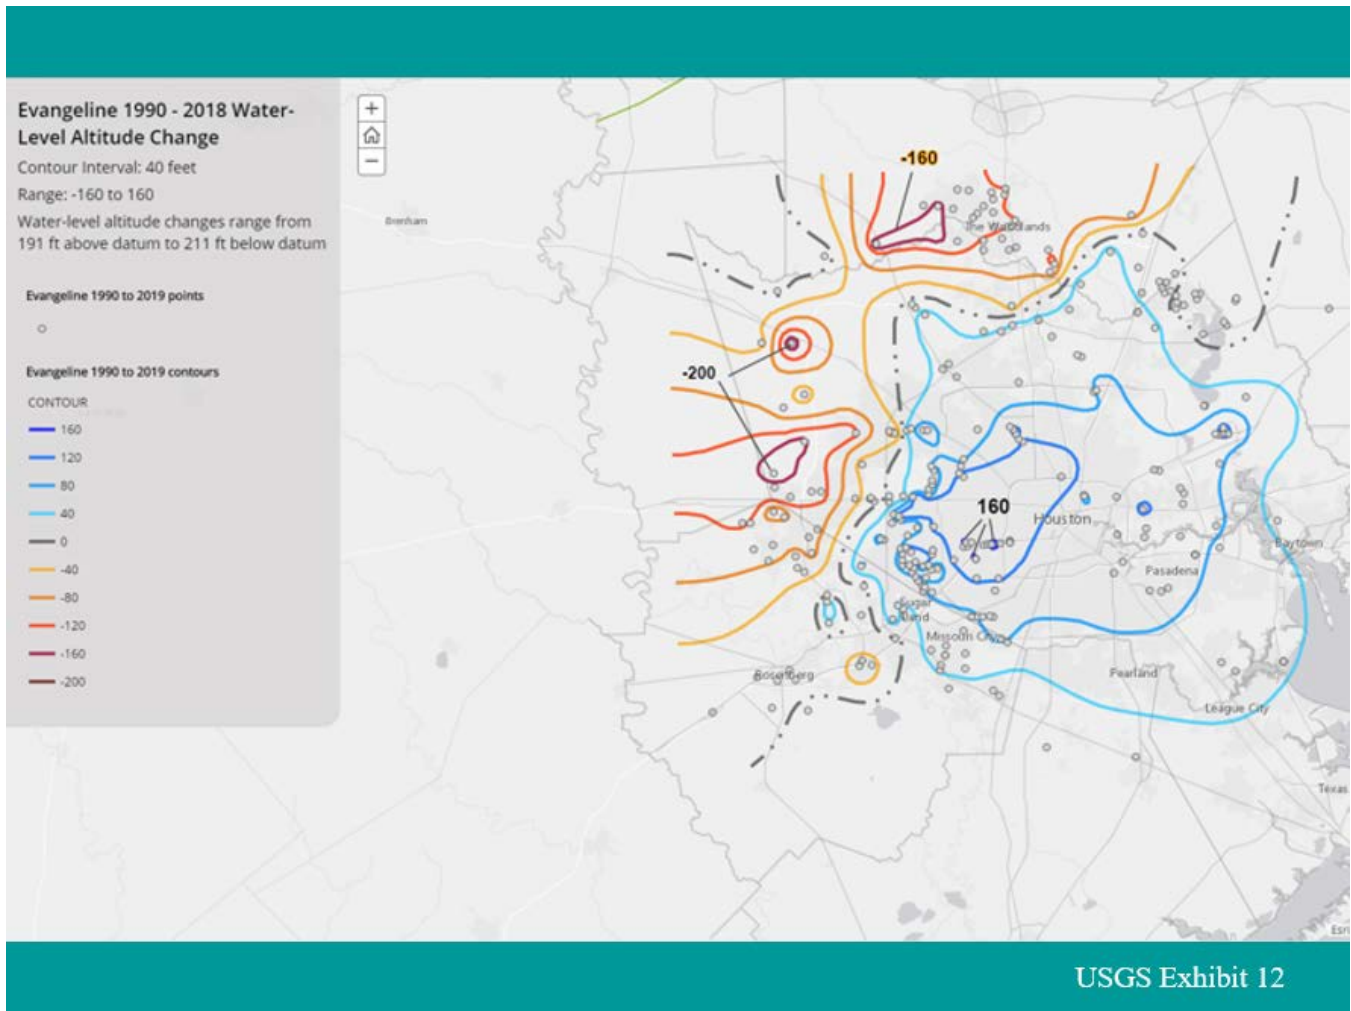 Evangeline 1990 - 2018 Water-
Level Altitude Change
Contour Interval: 40 feet
Range: -160 to 160
Water-level altitude changes range from
191 ft above datum to 211 ft below datum
Evangeline 1990 to 2019 points
Evangeline 1990 to 2019 contours
CONTOUR
160
120
80
40
0
-40
-80
-120
-160
-200
+
−
Brenham
-160
The Woodlands
-200
160
Houston
Baytown
Pasadena
Sugar
Land
Missouri City
Rosenberg
Pearland
League City
Texas
Esri
USGS Exhibit 12